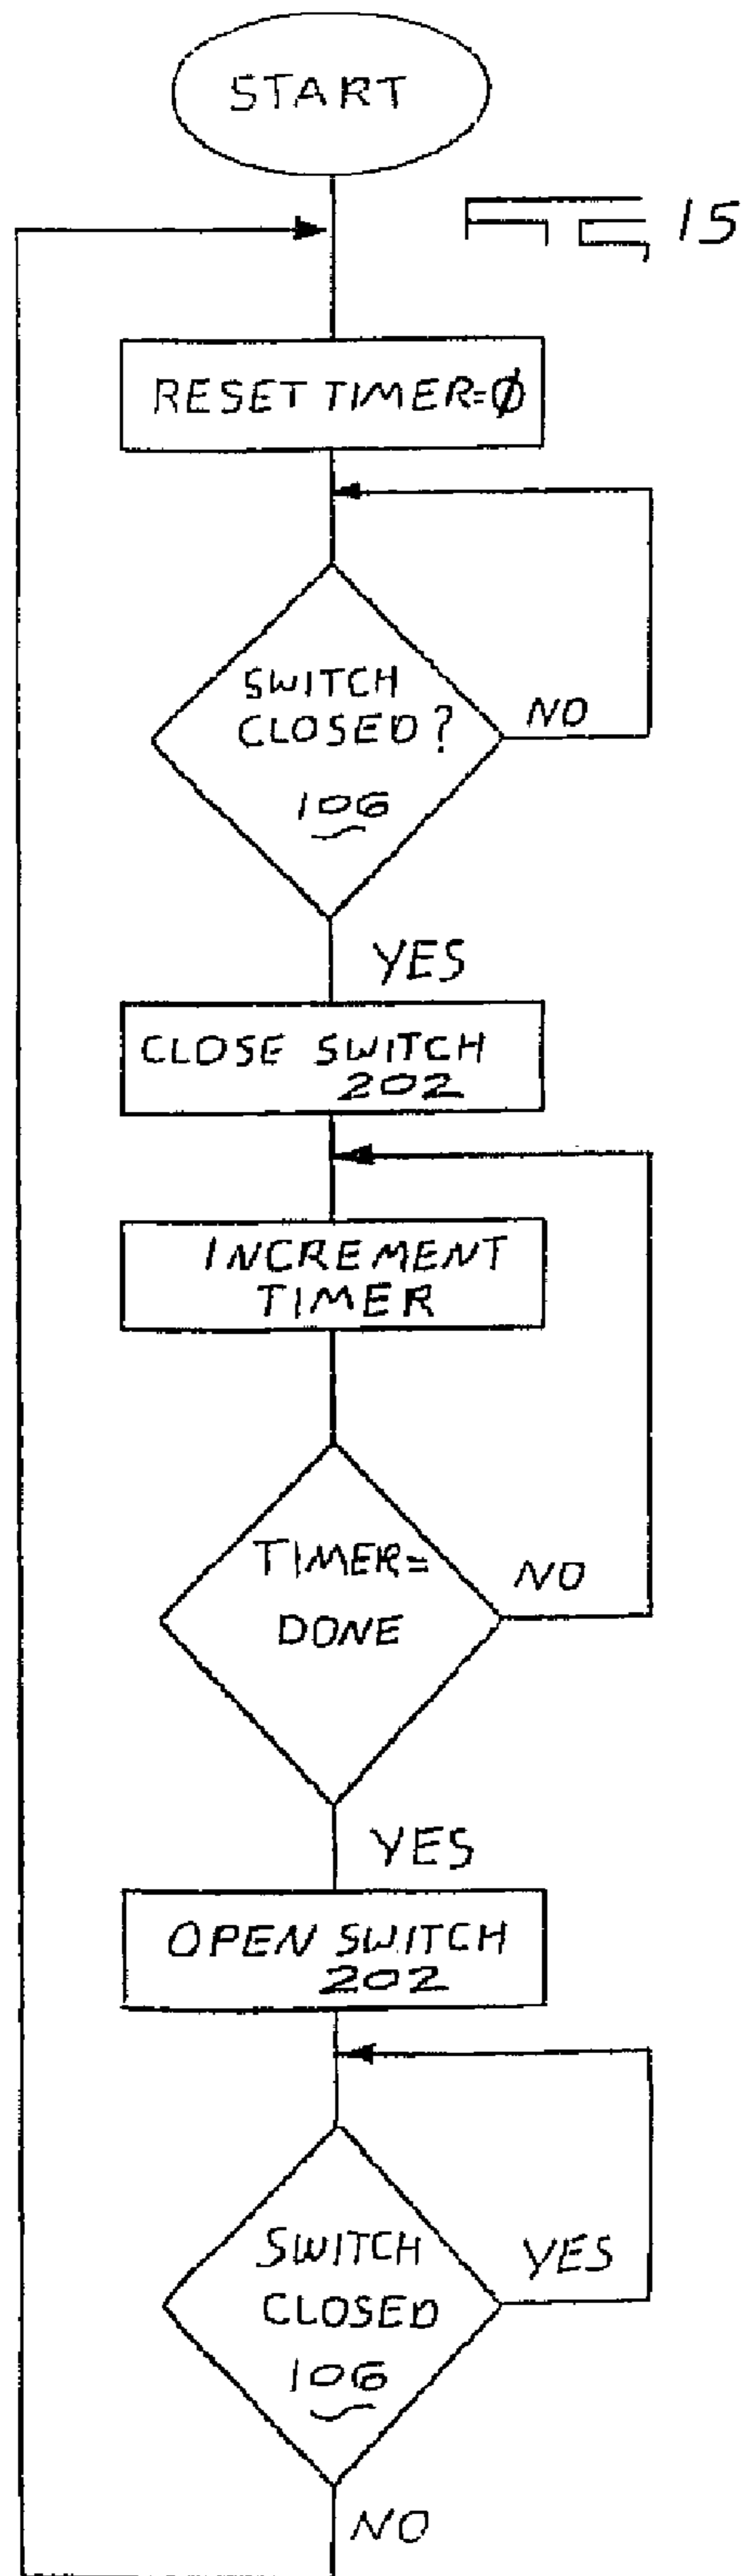 START
15
RESET TIMER=Ø
SWITCH
CLOSED?
NO
106
YES
CLOSE SWITCH
202
INCREMENT
TIMER
TIMER=
DONE
NO
YES
OPEN SWITCH
202
SWITCH
CLOSED
YES
106
NO